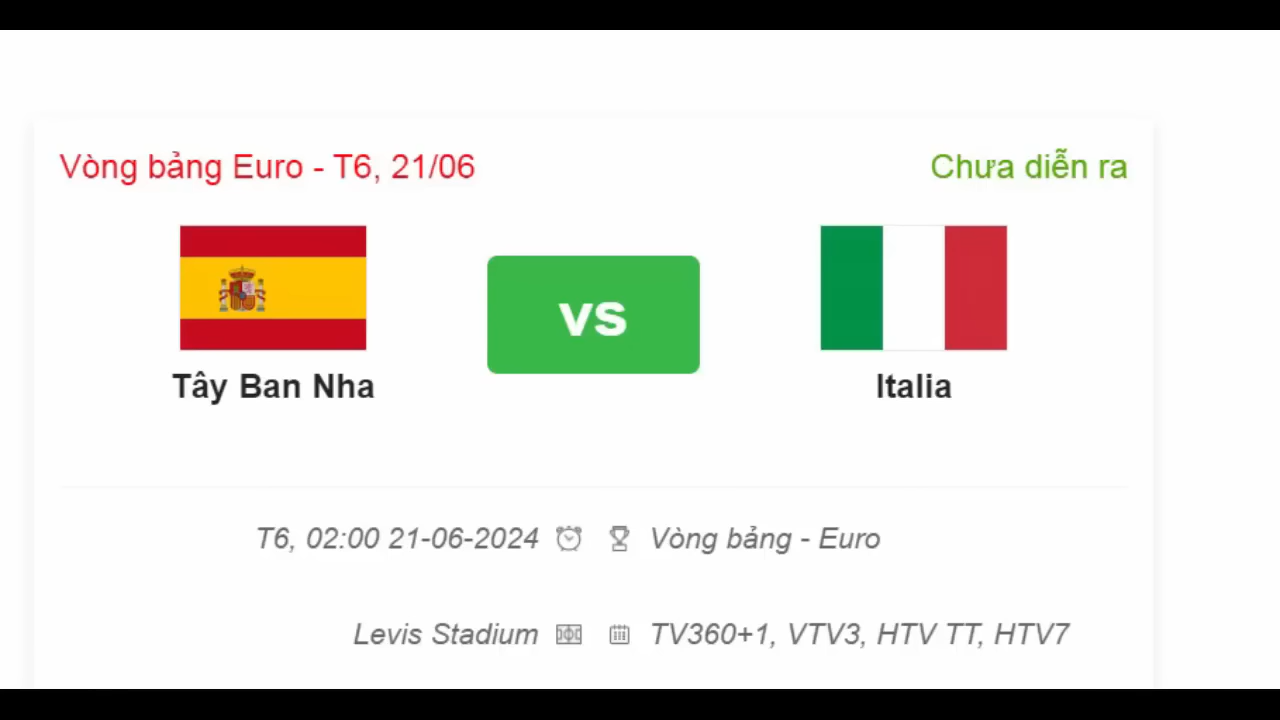 Vòng bảng Euro - T6, 21/06
Chưa diễn ra
vs
Tây Ban Nha
Italia
T6, 02:00 21-06-2024
Vòng bảng - Euro
Levis Stadium
TV360+1, VTV3, HTV TT, HTV7